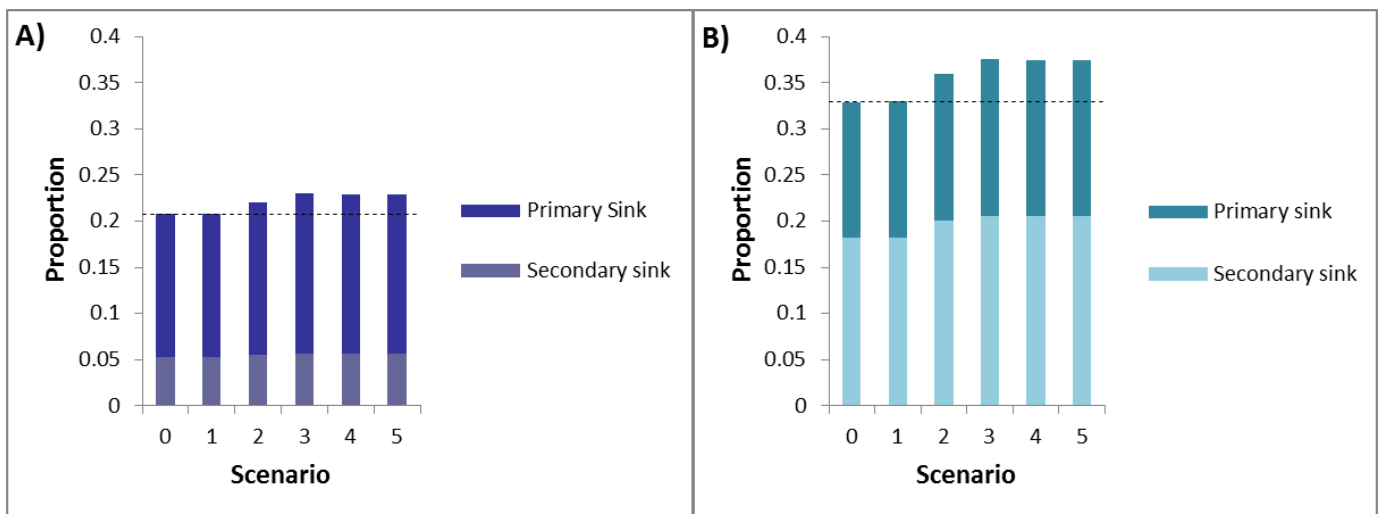 A)
0.4
0.35
0.3
0.25
0.2
0.15
0.1
0.05
0
Proportion
0 1 2 3 4 5
Scenario
Primary Sink
Secondary sink
B)
0.4
0.35
0.3
0.25
0.2
0.15
0.1
0.05
0
Proportion
0 1 2 3 4 5
Scenario
Primary sink
Secondary sink